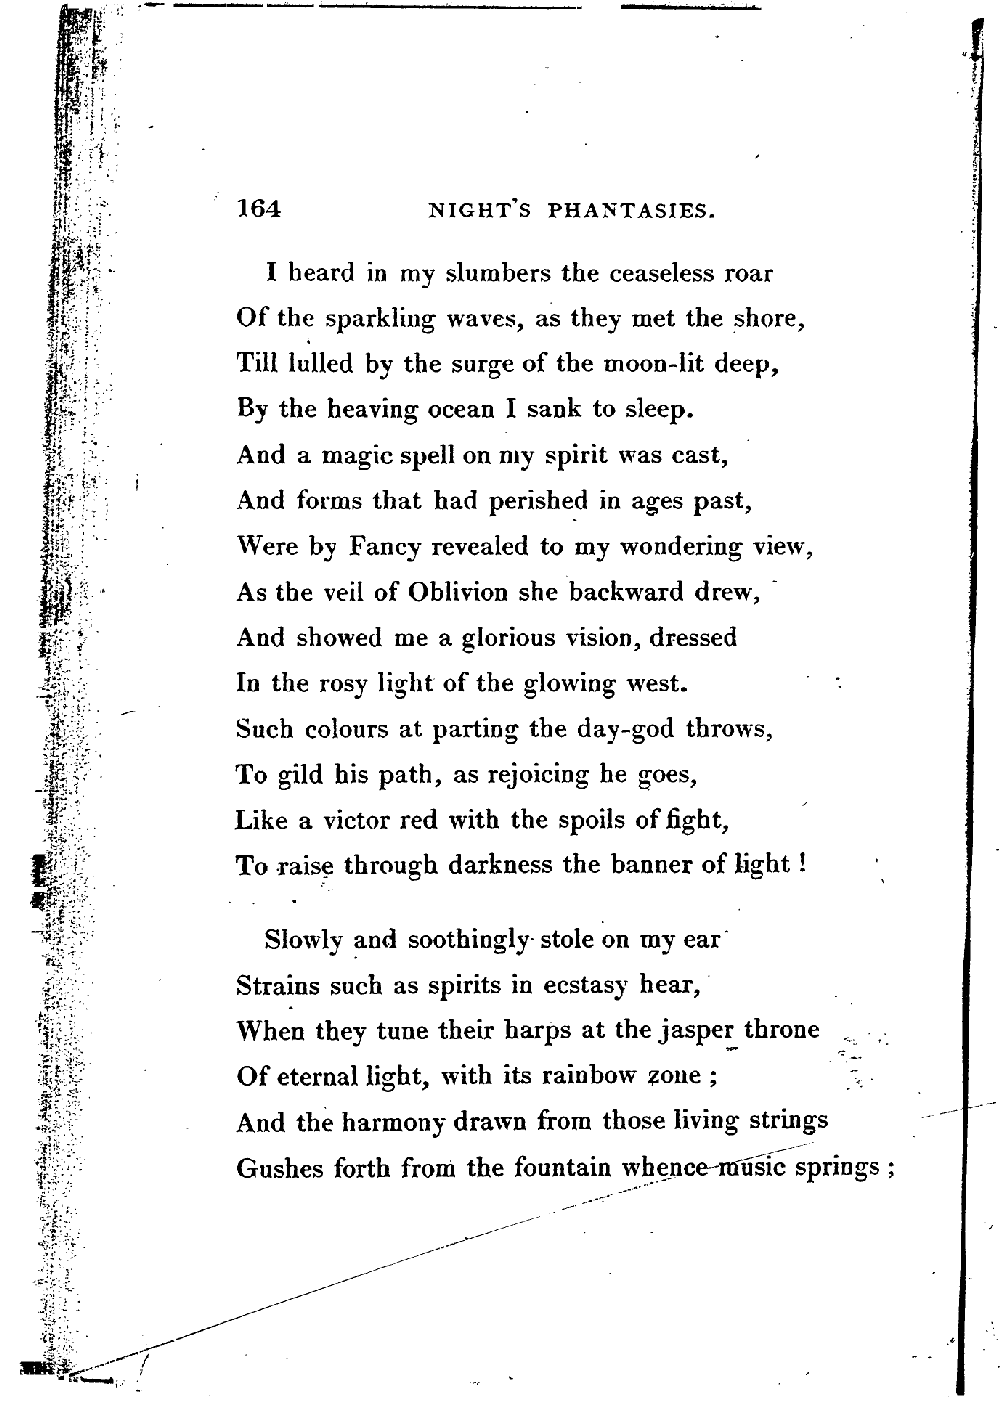 164 NIGHT'S PHANTASIES.
I heard in my slumbers the ceaseless roar
Of the sparkling waves, as they met the shore,
Till lulled by the surge of the moon-lit deep,
By the heaving ocean I sank to sleep.
And a magic spell on my spirit was cast,
And forms that had perished in ages past,
Were by Fancy revealed to my wondering view,
As the veil of Oblivion she backward drew,
And showed me a glorious vision, dressed
In the rosy light of the glowing west.
Such colours at parting the day-god throws,
To gild his path, as rejoicing he goes,
Like a victor red with the spoils of fight,
To raise through darkness the banner of light !
Slowly and soothingly stole on my ear
Strains such as spirits in ecstasy hear,
When they tune their harps at the jasper throne
Of eternal light, with its rainbow zone ;
And the harmony drawn from those living strings
Gushes forth from the fountain whence music springs ;